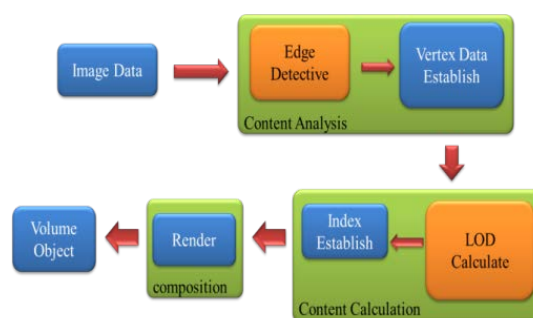 Image Data
Edge
Detective
Vertex Data
Establish
Content Analysis
LOD
Calculate
Index
Establish
Content Calculation
Render
composition
Volume
Object